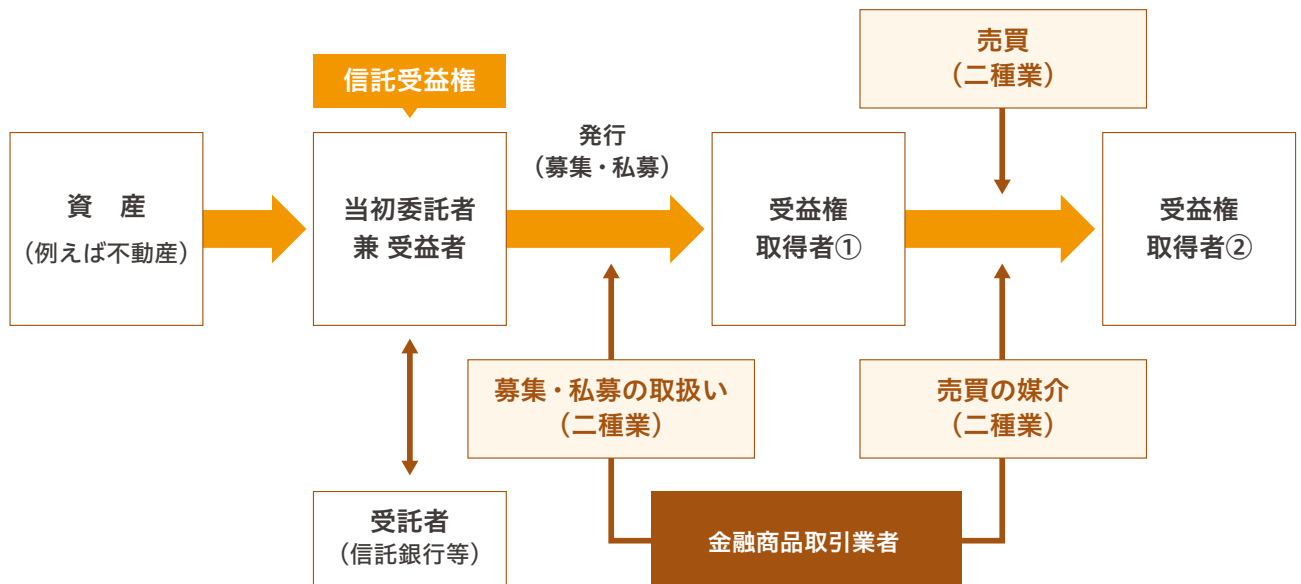 売買
（二種業）
信託受益権
発行
（募集・私募）
資　産
（例えば不動産）
当初委託者
兼 受益者
受益権
取得者①
受益権
取得者②
募集・私募の取扱い
（二種業）
売買の媒介
（二種業）
受託者
（信託銀行等）
金融商品取引業者